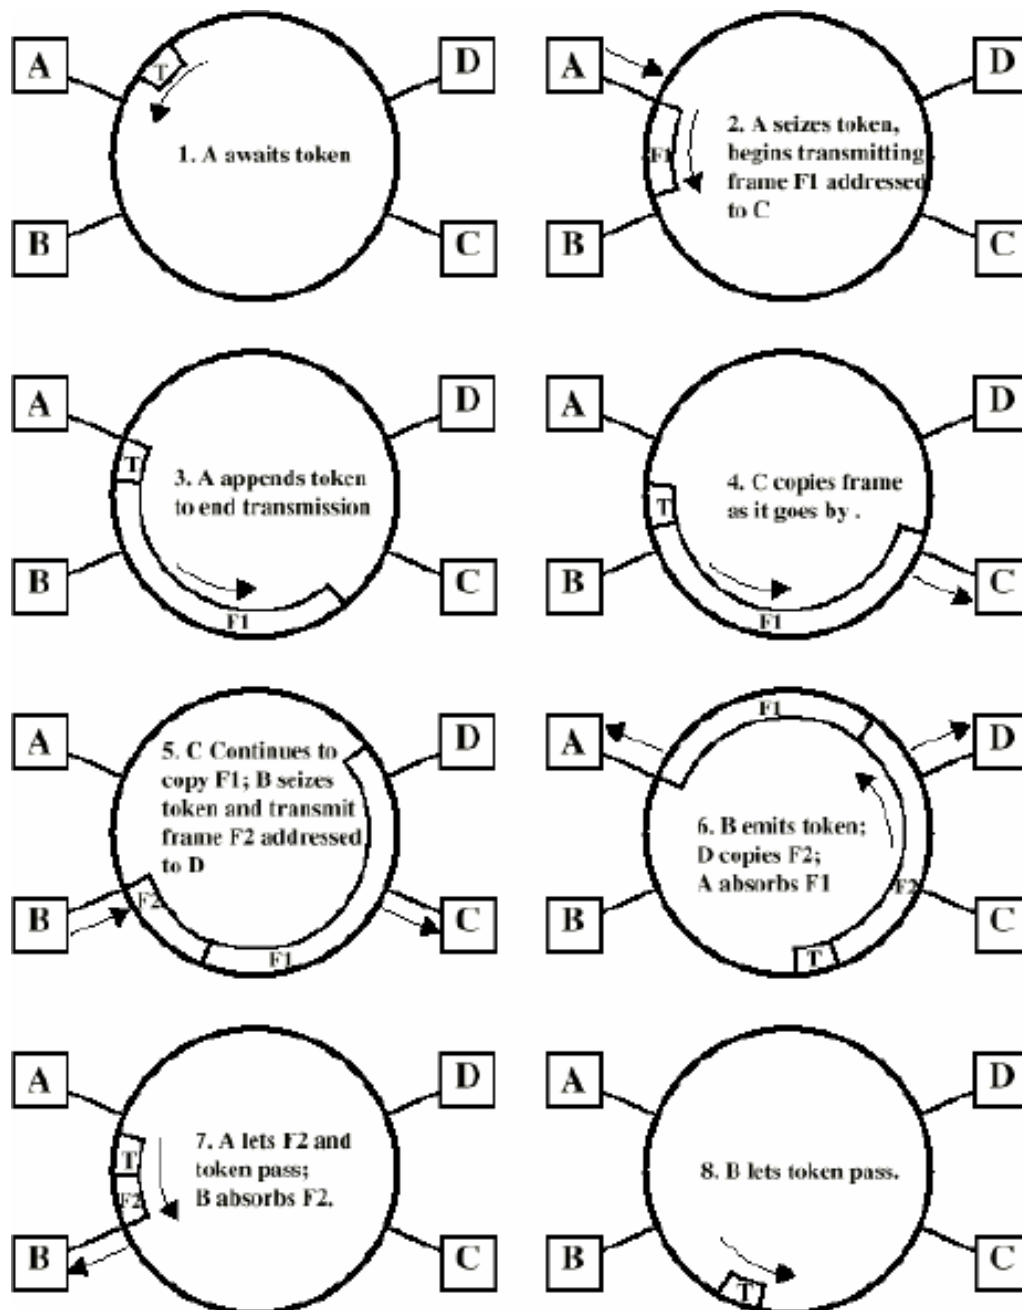 A
D
T
1. A awaits token
B
C
A
D
2. A seizes token,
begins transmitting
frame F1 addressed
to C
F1
B
C
A
D
T
3. A appends token
to end transmission
B
C
F1
A
D
4. C copies frame
as it goes by .
T
B
C
F1
A
D
5. C Continues to
copy F1; B seizes
token and transmit
frame F2 addressed
to D
B
F2
C
F1
F1
A
D
6. B emits token;
D copies F2;
A absorbs F1
F2
B
C
T
A
D
7. A lets F2 and
token pass;
B absorbs F2.
T
F2
B
C
A
D
8. B lets token pass.
B
C
T